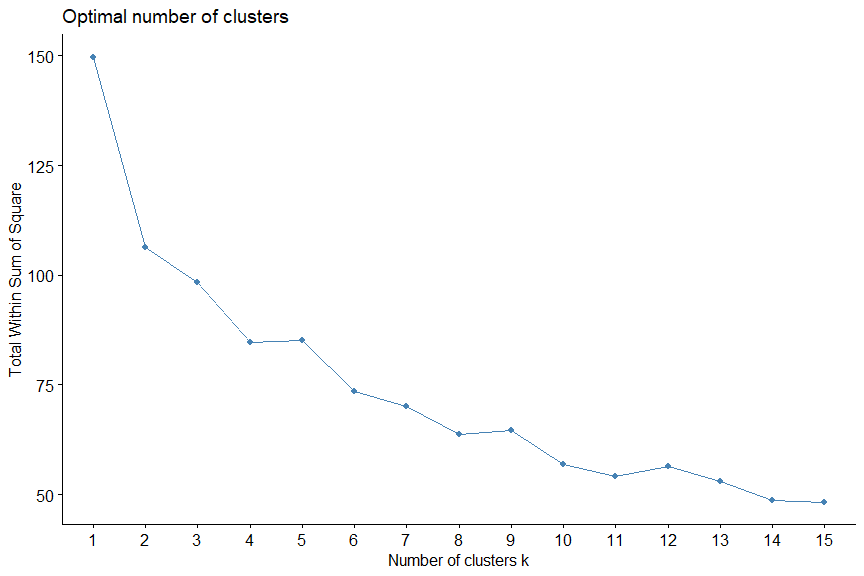 Optimal number of clusters
Total Within Sum of Square
150
125
100
75
50
1 2 3 4 5 6 7 8 9 10 11 12 13 14 15
Number of clusters k